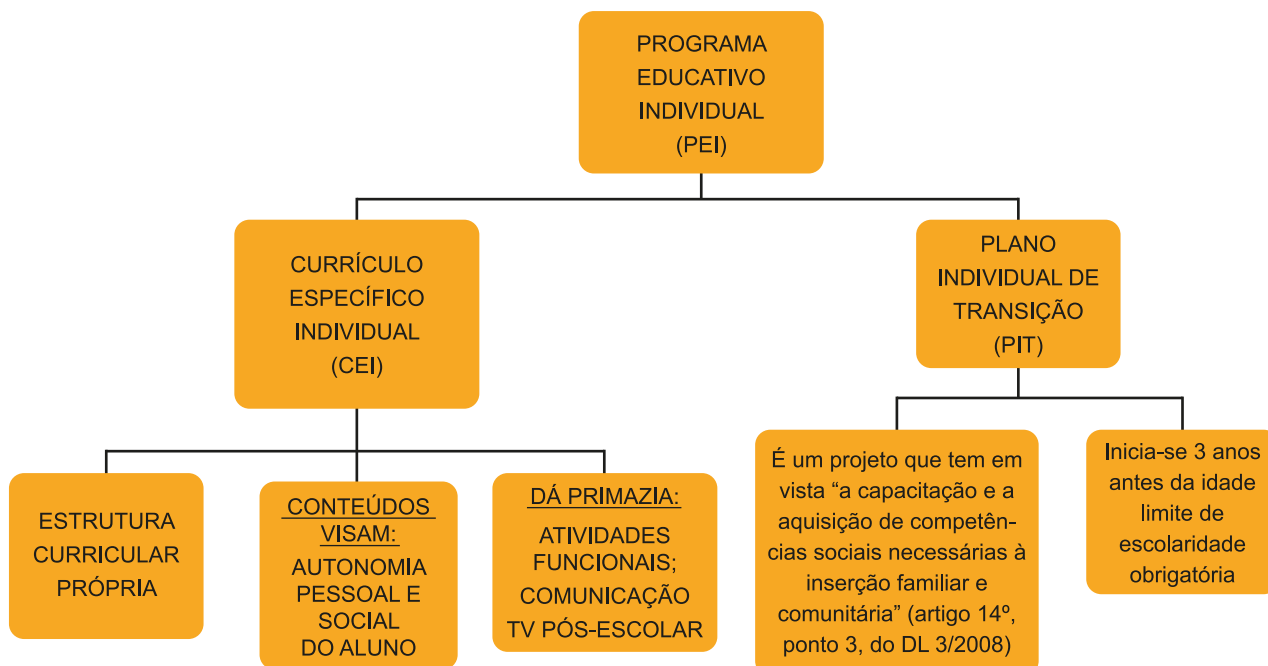 PROGRAMA
EDUCATIVO
INDIVIDUAL
(PEI)
CURRÍCULO
ESPECÍFICO
INDIVIDUAL
(CEI)
PLANO
INDIVIDUAL DE
TRANSIÇÃO
(PIT)
ESTRUTURA
CURRICULAR
PRÓPRIA
CONTEÚDOS
VISAM:
AUTONOMIA
PESSOAL E
SOCIAL
DO ALUNO
DÁ PRIMAZIA:
ATIVIDADES
FUNCIONAIS;
COMUNICAÇÃO
TV PÓS-ESCOLAR
É um projeto que tem em
vista “a capacitação e a
aquisição de competên-
cias sociais necessárias à
inserção familiar e
comunitária” (artigo 14º,
ponto 3, do DL 3/2008)
Inicia-se 3 anos
antes da idade
limite de
escolaridade
obrigatória